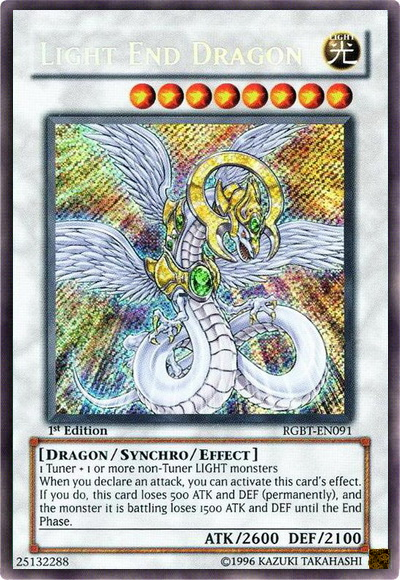 LIGHT END DRAGON
LIGHT
光
1st Edition
RGBT-EN091
[DRAGON/SYNCHRO/EFFECT]
1 Tuner + 1 or more non-Tuner LIGHT monsters
When you declare an attack, you can activate this card's effect.
If you do, this card loses 500 ATK and DEF (permanently), and
the monster it is battling loses 1500 ATK and DEF until the End
Phase.
ATK/2600 DEF/2100
25132288
©1996 KAZUKI TAKAHASHI